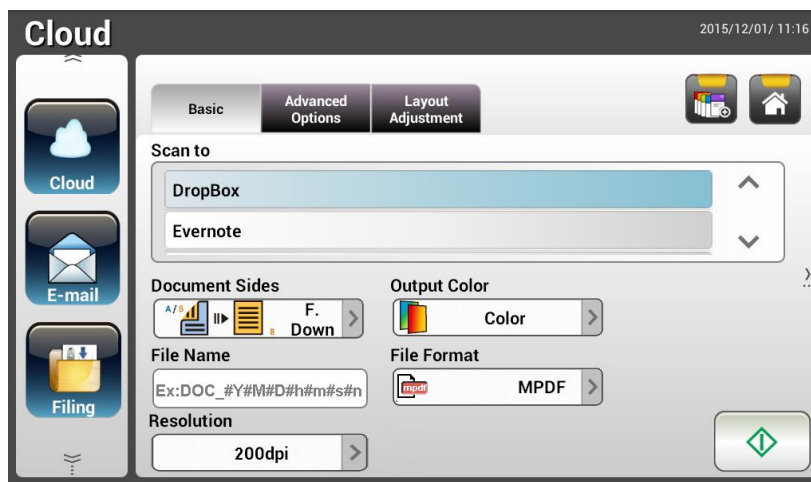 Cloud
2015/12/01/ 11:16
Basic
Advanced
Options
Layout
Adjustment
Scan to
Cloud
DropBox
Evernote
E-mail
Document Sides
Output Color
A/B
B
F.
Down
Color
File Name
File Format
Ex:DOC_#Y#M#D#h#m#s#n
mpdf
MPDF
Filing
Resolution
200dpi